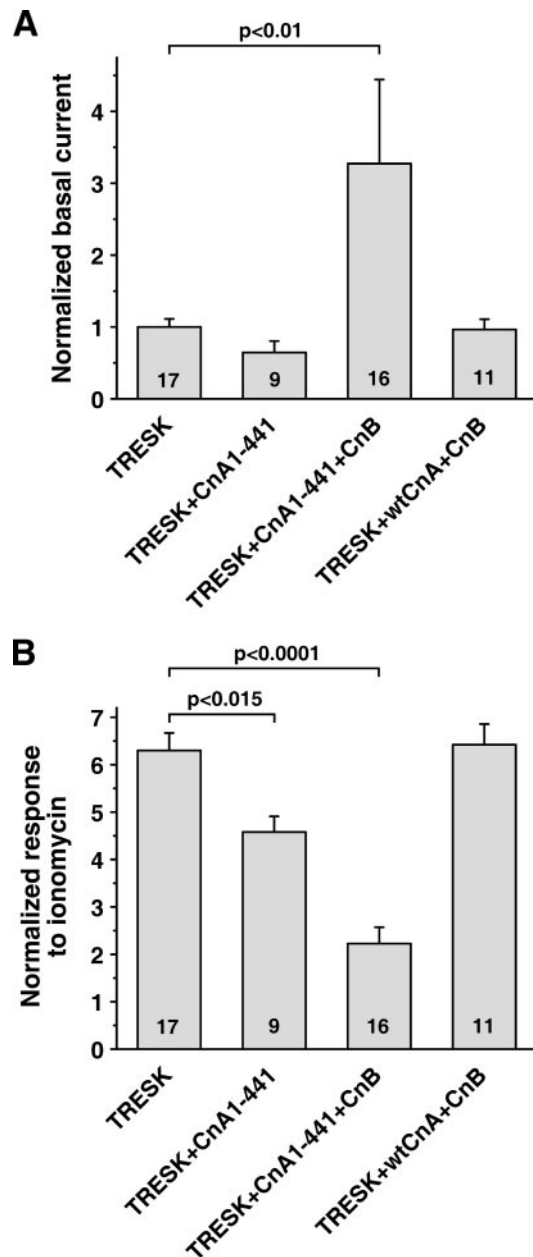 A
p<0.01
Normalized basal current
4
3
2
1
0
17
9
16
11
TRESK
TRESK+CnA1-441
TRESK+CnA1-441+CnB
TRESK+wtCnA+CnB
B
p<0.0001
p<0.015
Normalized response
to ionomycin
7
6
5
4
3
2
1
0
17
9
16
11
TRESK
TRESK+CnA1-441
TRESK+CnA1-441+CnB
TRESK+wtCnA+CnB